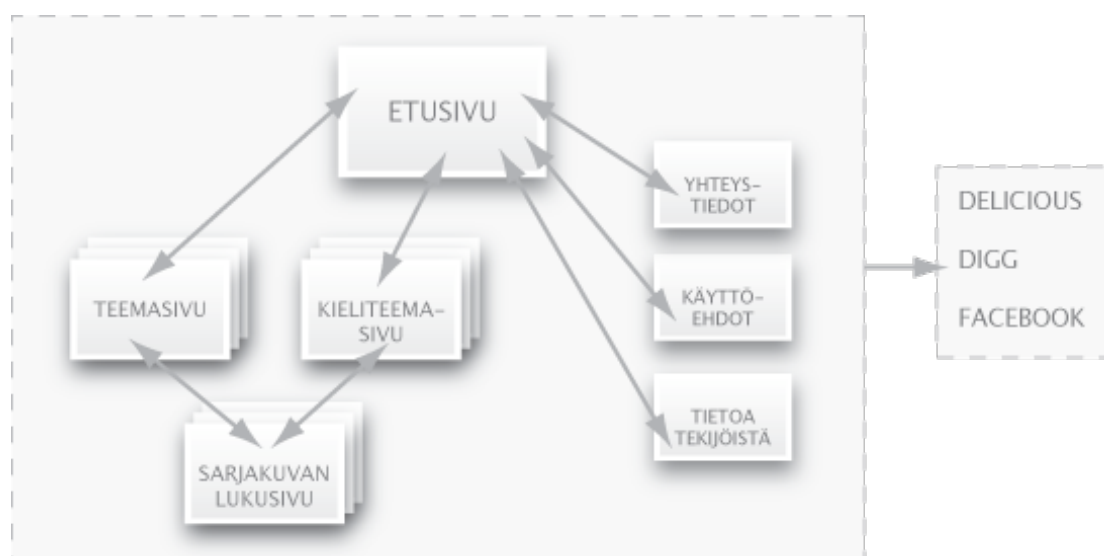 ETUSIVU
YHTEYS-
TIEDOT
DELICIOUS
DIGG
FACEBOOK
TEEMASIVU
KIELITEEMA-
SIVU
KÄYTTÖ-
EHDOT
TIETOA
TEKIJÖISTÄ
SARJAKUVAN
LUKUSIVU